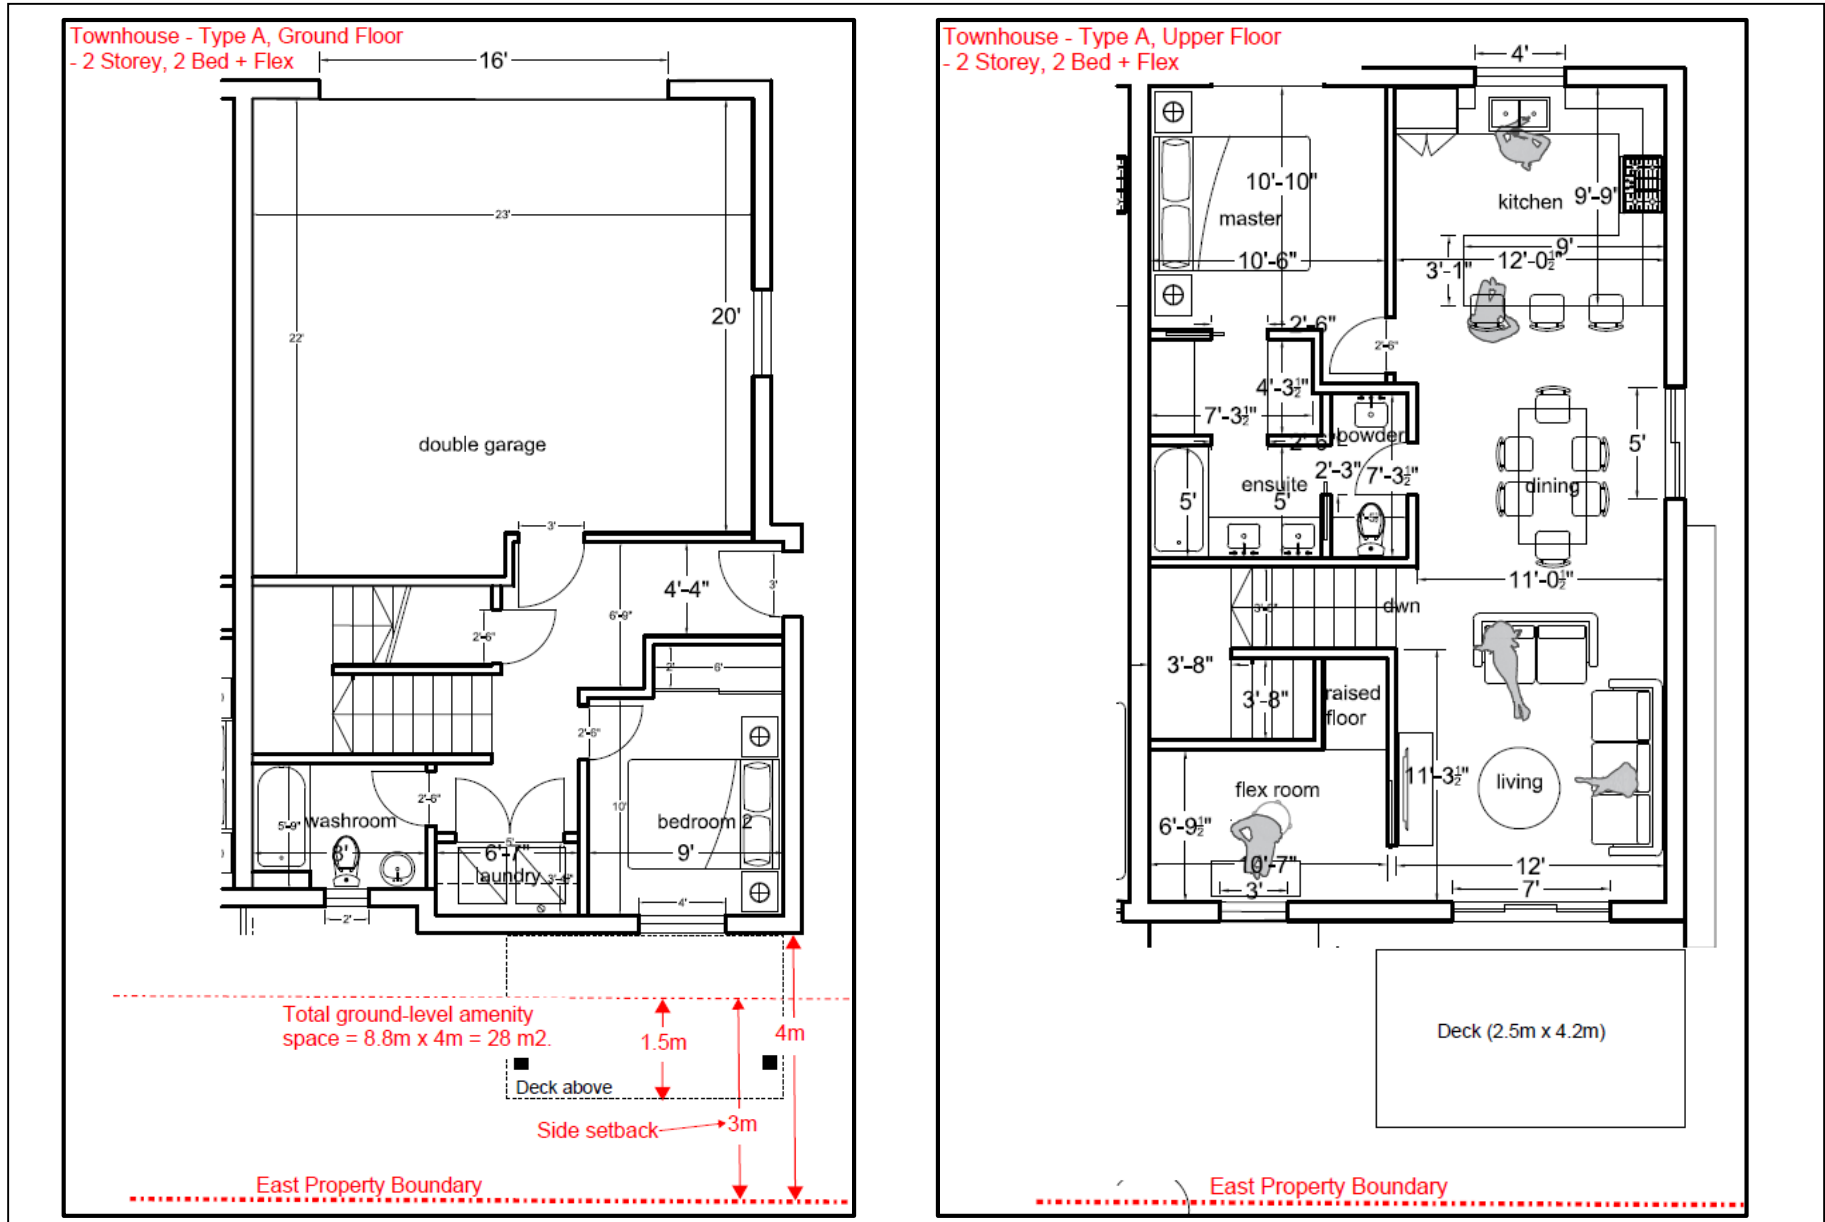 Townhouse - Type A, Ground Floor
- 2 Storey, 2 Bed + Flex
16'
23'
22'
20'
double garage
3'
4'-4"
3'
6'-9"
2'-6"
2'
6'
2'-6"
10'
5'-9"
washroom
2'-6"
8'
5'
6'-7"
laundry
bedroom 2
9'
4'
2'
Total ground-level amenity
space = 8.8m x 4m = 28 m2.
1.5m
4m
Deck above
Side setback
3m
East Property Boundary
Townhouse - Type A, Upper Floor
- 2 Storey, 2 Bed + Flex
4'
10'-10"
master
10'-6"
kitchen
9'-9"
9'
12'-0½"
3'-1"
2'-6"
2'-6"
4'-3½"
7'-3½"
2'-6"
powder
2'-3"
7'-3½"
ensuite
5'
5'
dining
5'
11'-0½"
dwn
3'-8"
3'-8"
raised
floor
11'-3½"
living
flex room
6'-9½"
10'-7"
3'
12'
7'
Deck (2.5m x 4.2m)
East Property Boundary